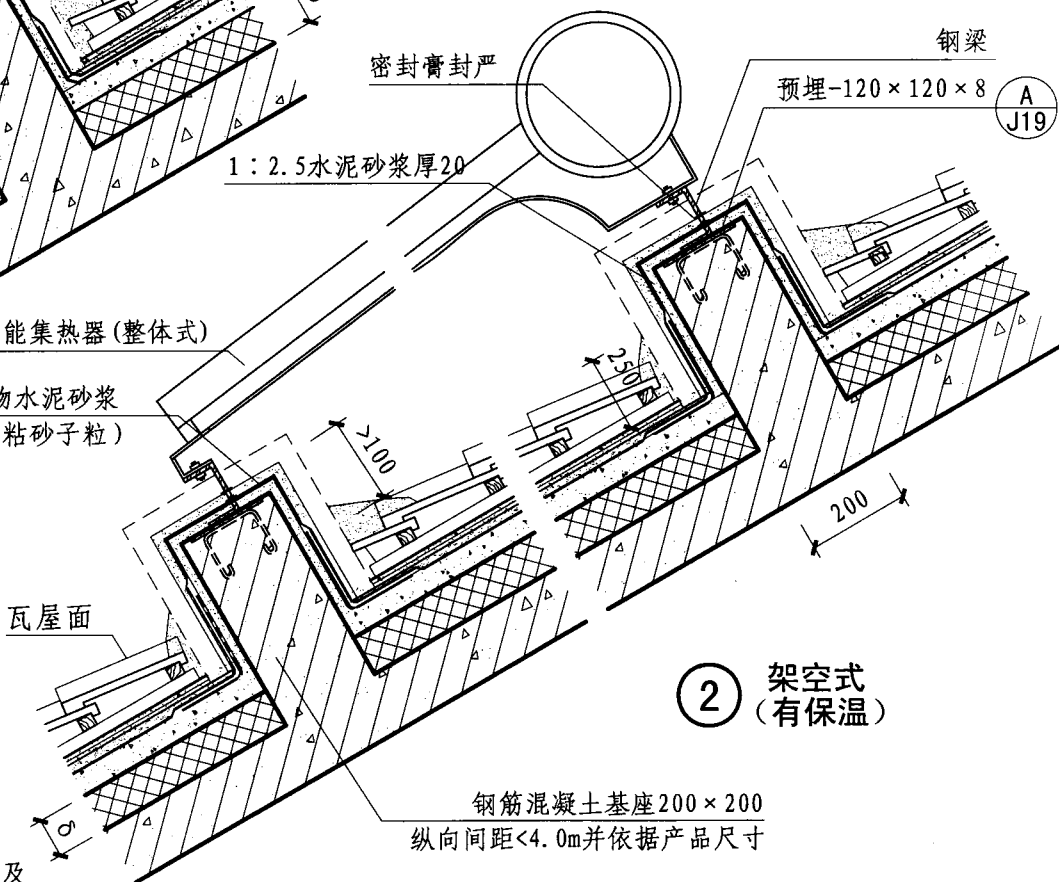 钢梁
密封膏封严
预埋-120×120×8
A
J19
1：2.5水泥砂浆厚20
能集热器(整体式)
物水泥砂浆
粘砂子粒)
250
>100
200
瓦屋面
2
架空式
(有保温)
钢筋混凝土基座200×200
纵向间距<4.0m并依据产品尺寸
δ
及